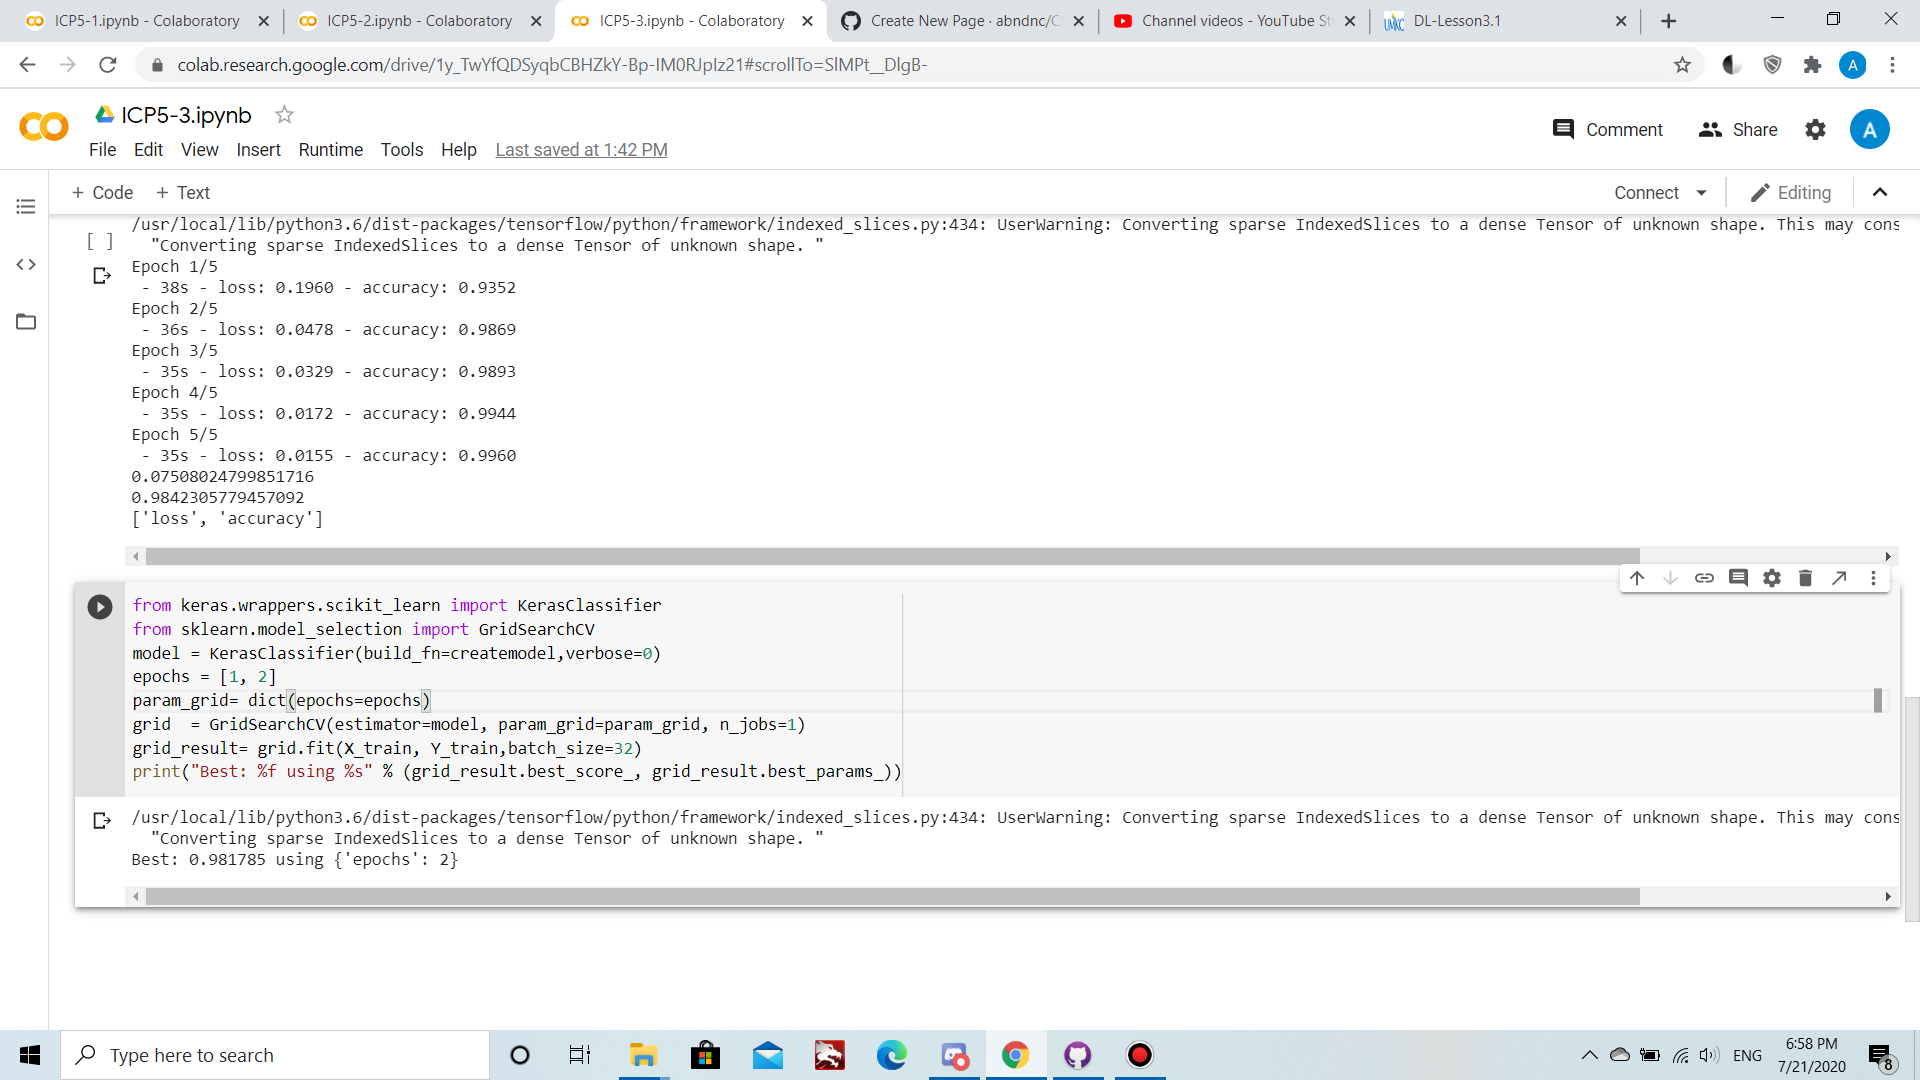 ICP5-1.ipynb - Colaboratory
ICP5-2.ipynb - Colaboratory
ICP5-3.ipynb - Colaboratory
Create New Page · abndnc/C
Channel videos - YouTube St
UMKC DL-Lesson3.1
colab.research.google.com/drive/1y_TwYfQDSyqbCBHZkY-Bp-IM0RJpIz21#scrollTo=SlMPt__DlgB-
A
ICP5-3.ipynb
Comment
Share
A
File Edit View Insert Runtime Tools Help Last saved at 1:42 PM
+ Code + Text
Connect
Editing
/usr/local/lib/python3.6/dist-packages/tensorflow/python/framework/indexed_slices.py:434: UserWarning: Converting sparse IndexedSlices to a dense Tensor of unknown shape. This may cons
[ ]
"Converting sparse IndexedSlices to a dense Tensor of unknown shape. "
Epoch 1/5
- 38s - loss: 0.1960 - accuracy: 0.9352
Epoch 2/5
- 36s - loss: 0.0478 - accuracy: 0.9869
Epoch 3/5
- 35s - loss: 0.0329 - accuracy: 0.9893
Epoch 4/5
- 35s - loss: 0.0172 - accuracy: 0.9944
Epoch 5/5
- 35s - loss: 0.0155 - accuracy: 0.9960
0.07508024799851716
0.9842305779457092
['loss', 'accuracy']
from keras.wrappers.scikit_learn import KerasClassifier
from sklearn.model_selection import GridSearchCV
model = KerasClassifier(build_fn=createmodel,verbose=0)
epochs = [1, 2]
param_grid= dict(epochs=epochs)
grid  = GridSearchCV(estimator=model, param_grid=param_grid, n_jobs=1)
grid_result= grid.fit(X_train, Y_train,batch_size=32)
print("Best: %f using %s" % (grid_result.best_score_, grid_result.best_params_))
/usr/local/lib/python3.6/dist-packages/tensorflow/python/framework/indexed_slices.py:434: UserWarning: Converting sparse IndexedSlices to a dense Tensor of unknown shape. This may cons
"Converting sparse IndexedSlices to a dense Tensor of unknown shape. "
Best: 0.981785 using {'epochs': 2}
Type here to search
ENG
6:58 PM
7/21/2020
8